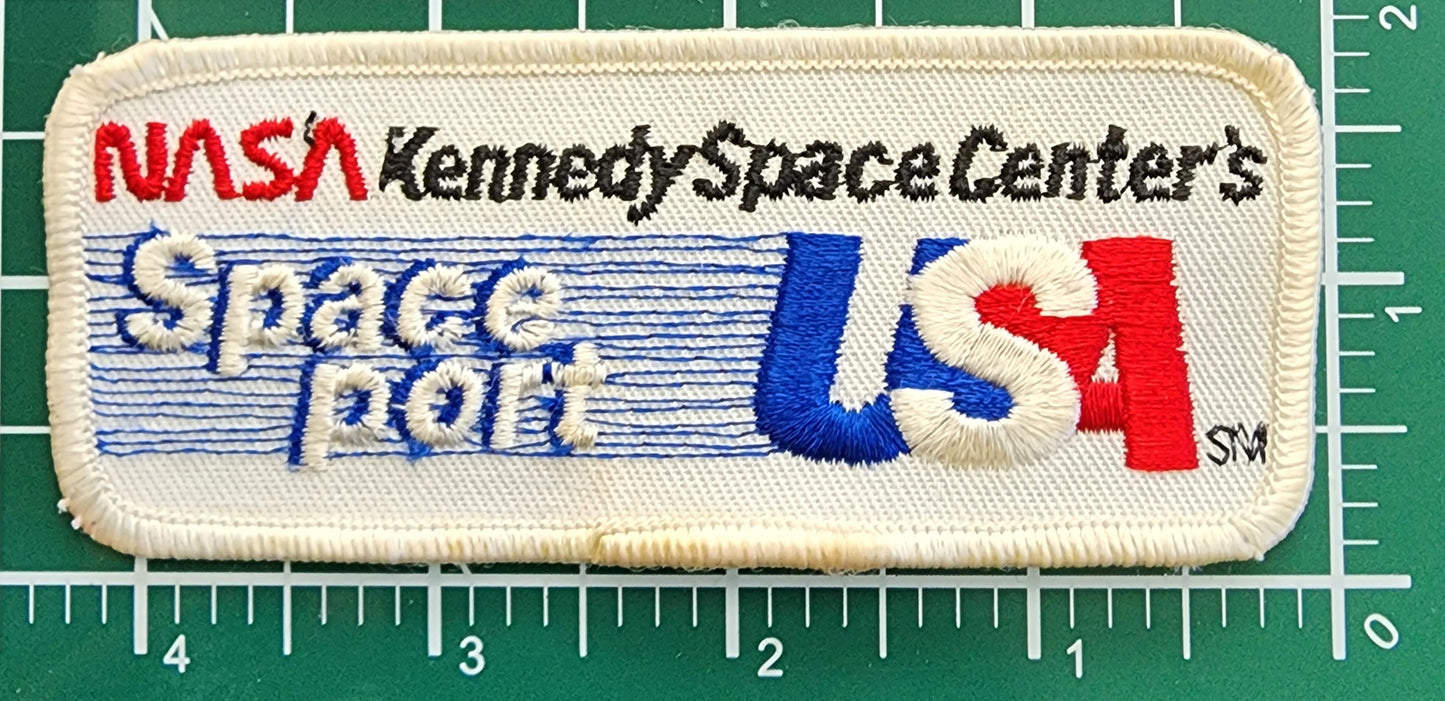 NASA Kennedy Space Center's
Space
port
USA
SM
2
1
0
4 3 2 1